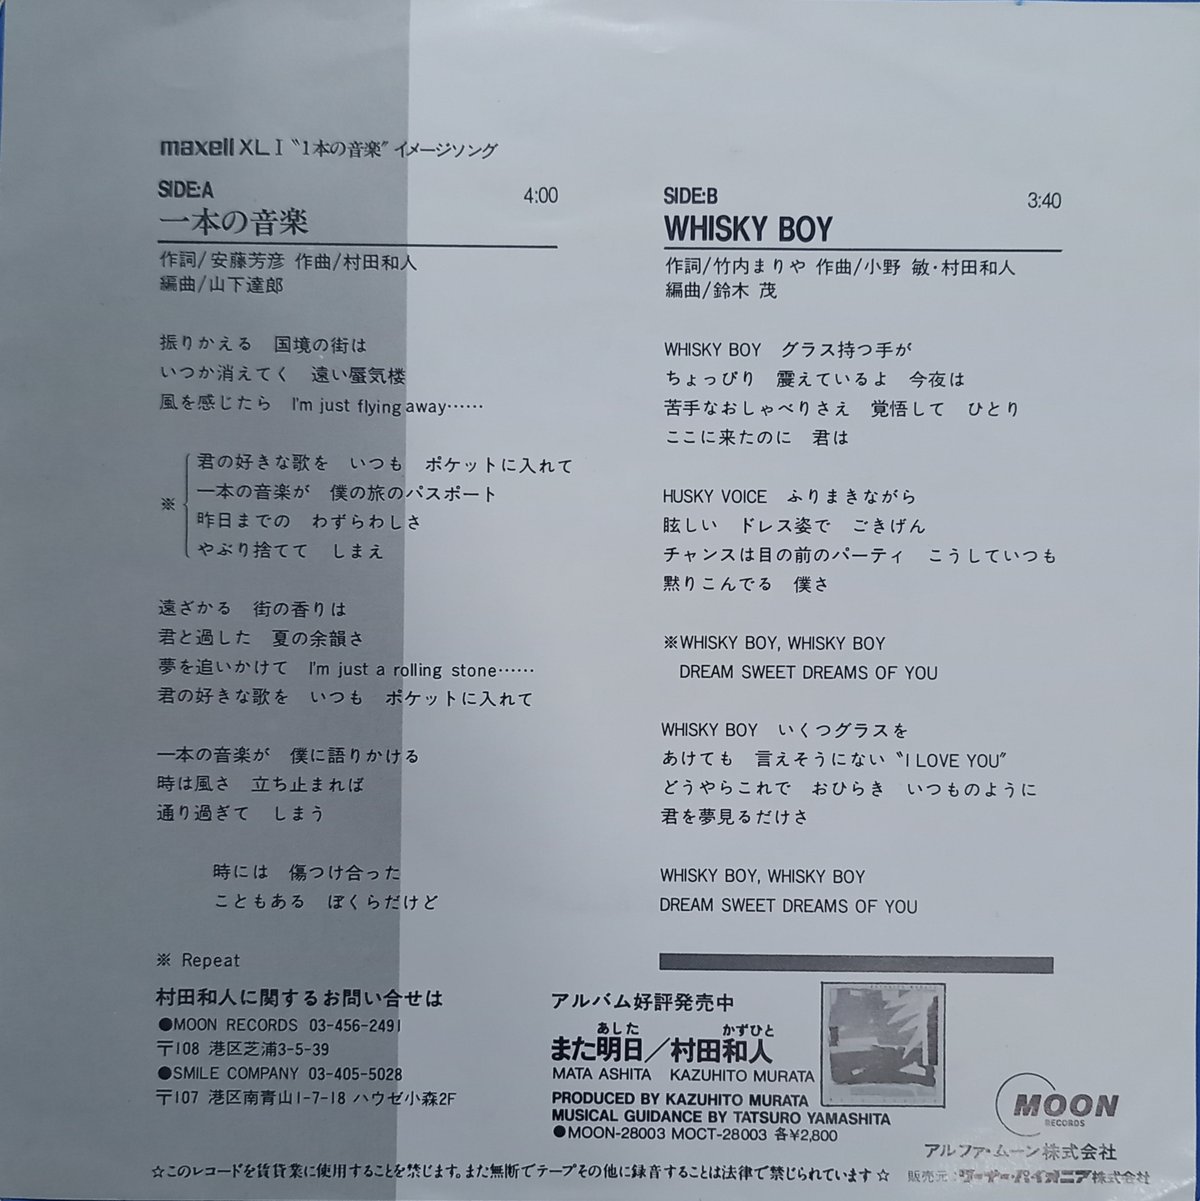 maxell XL I 〝1本の音楽〞イメージソング
SIDE:A 4:00
一本の音楽
作詞/安藤芳彦 作曲/村田和人
編曲/山下達郎
振りかえる 国境の街は
いつか消えてく 遠い蜃気楼
風を感じたら I'm just flying away……
君の好きな歌を いつも ポケットに入れて
※ 一本の音楽が 僕の旅のパスポート
昨日までの わずらわしさ
やぶり捨てて しまえ
遠ざかる 街の香りは
君と過した 夏の余韻さ
夢を追いかけて I'm just a rolling stone……
君の好きな歌を いつも ポケットに入れて
一本の音楽が 僕に語りかける
時は風さ 立ち止まれば
通り過ぎて しまう
時には 傷つけ合った
こともある ぼくらだけど
※ Repeat
SIDE:B 3:40
WHISKY BOY
作詞/竹内まりや 作曲/小野 敏・村田和人
編曲/鈴木 茂
WHISKY BOY グラス持つ手が
ちょっぴり 震えているよ 今夜は
苦手なおしゃべりさえ 覚悟して ひとり
ここに来たのに 君は
HUSKY VOICE ふりまきながら
眩しい ドレス姿で ごきげん
チャンスは目の前のパーティ こうしていつも
黙りこんでる 僕さ
※WHISKY BOY, WHISKY BOY
DREAM SWEET DREAMS OF YOU
WHISKY BOY いくつグラスを
あけても 言えそうにない〝I LOVE YOU〞
どうやらこれで おひらき いつものように
君を夢見るだけさ
WHISKY BOY, WHISKY BOY
DREAM SWEET DREAMS OF YOU
村田和人に関するお問い合せは
●MOON RECORDS 03-456-2491
〒108 港区芝浦3-5-39
●SMILE COMPANY 03-405-5028
〒107 港区南青山1-7-18 ハウゼ小森2F
アルバム好評発売中
あした かずひと
また明日/村田和人
MATA ASHITA KAZUHITO MURATA
PRODUCED BY KAZUHITO MURATA
MUSICAL GUIDANCE BY TATSURO YAMASHITA
●MOON-28003 MOCT-28003 各¥2,800
MOON
RECORDS
アルファ・ムーン株式会社
販売元:ワーナー・パイオニア株式会社
☆このレコードを賃貸業に使用することを禁じます。また無断でテープその他に録音することは法律で禁じられています☆